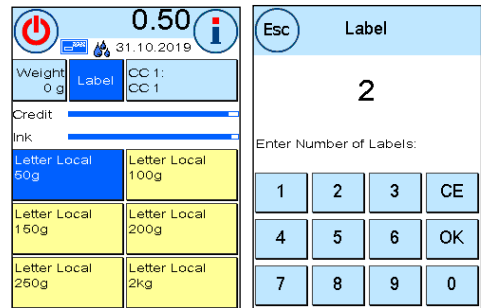 0.50
31.10.2019
Weight
0 g
Label
CC 1:
CC 1
Credit
Ink
Letter Local
50g
Letter Local
100g
Letter Local
150g
Letter Local
200g
Letter Local
250g
Letter Local
2kg
Esc
Label
2
Enter Number of Labels:
1 2 3 CE
4 5 6 OK
7 8 9 0